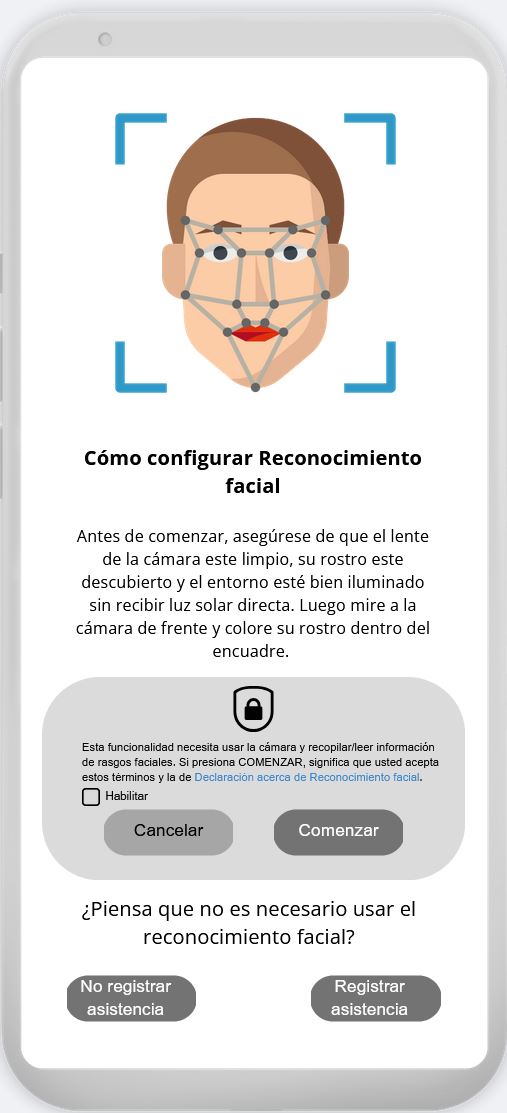 Cómo configurar Reconocimiento
facial
Antes de comenzar, asegúrese de que el lente
de la cámara este limpio, su rostro este
descubierto y el entorno esté bien iluminado
sin recibir luz solar directa. Luego mire a la
cámara de frente y colore su rostro dentro del
encuadre.
Esta funcionalidad necesita usar la cámara y recopilar/leer información
de rasgos faciales. Si presiona COMENZAR, significa que usted acepta
estos términos y la de Declaración acerca de Reconocimiento facial.
Habilitar
Cancelar
Comenzar
¿Piensa que no es necesario usar el
reconocimiento facial?
No registrar
asistencia
Registrar
asistencia